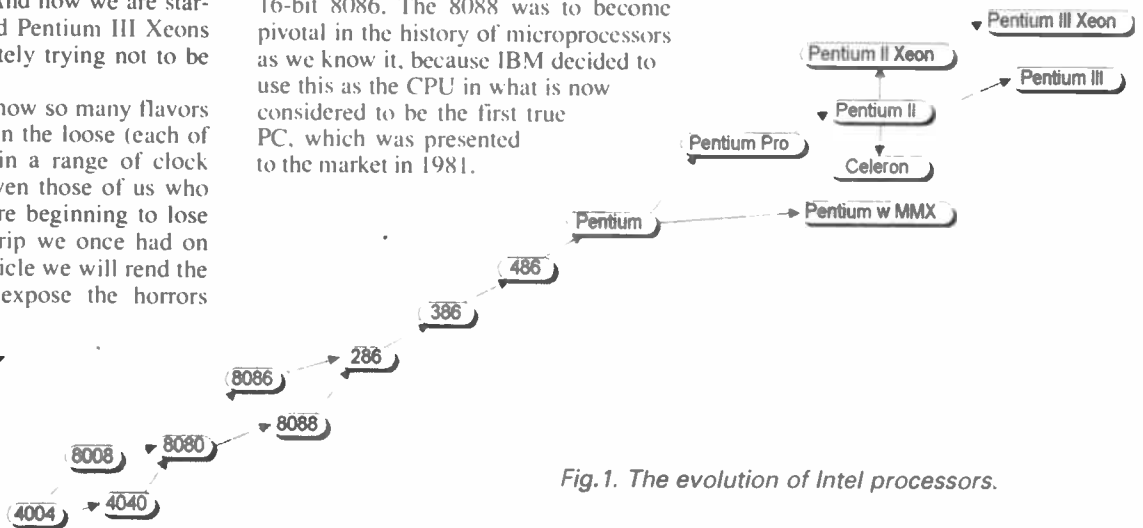 And now we are star-
d Pentium III Xeons
tely trying not to be
now so many flavors
n the loose (each of
in a range of clock
ven those of us who
re beginning to lose
rip we once had on
icle we will rend the
expose the horrors
16-bit 8086. The 8088 was to become
pivotal in the history of microprocessors
as we know it, because IBM decided to
use this as the CPU in what is now
considered to be the first true
PC, which was presented
to the market in 1981.
Pentium III Xeon
Pentium II Xeon
Pentium III
Pentium II
Pentium Pro
Celeron
Pentium w MMX
Pentium
486
386
286
8086
8088
8080
8008
4040
4004
Fig.1. The evolution of Intel processors.